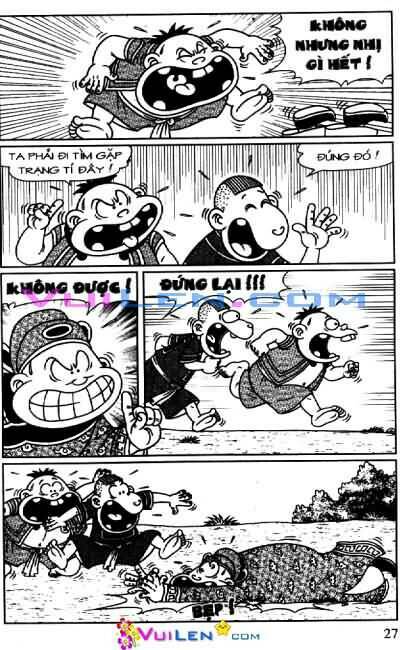 KHÔNG
NHƯNG NHỊ
GÌ HẾT !
TA PHẢI ĐI TÌM GẶP
TRẠNG TÍ ĐÂY !
ĐÚNG ĐÓ !
KHÔNG ĐƯỢC !
ĐỨNG LẠI !!!
VUILEN.COM
BẸP !
27
VUILEN.COM